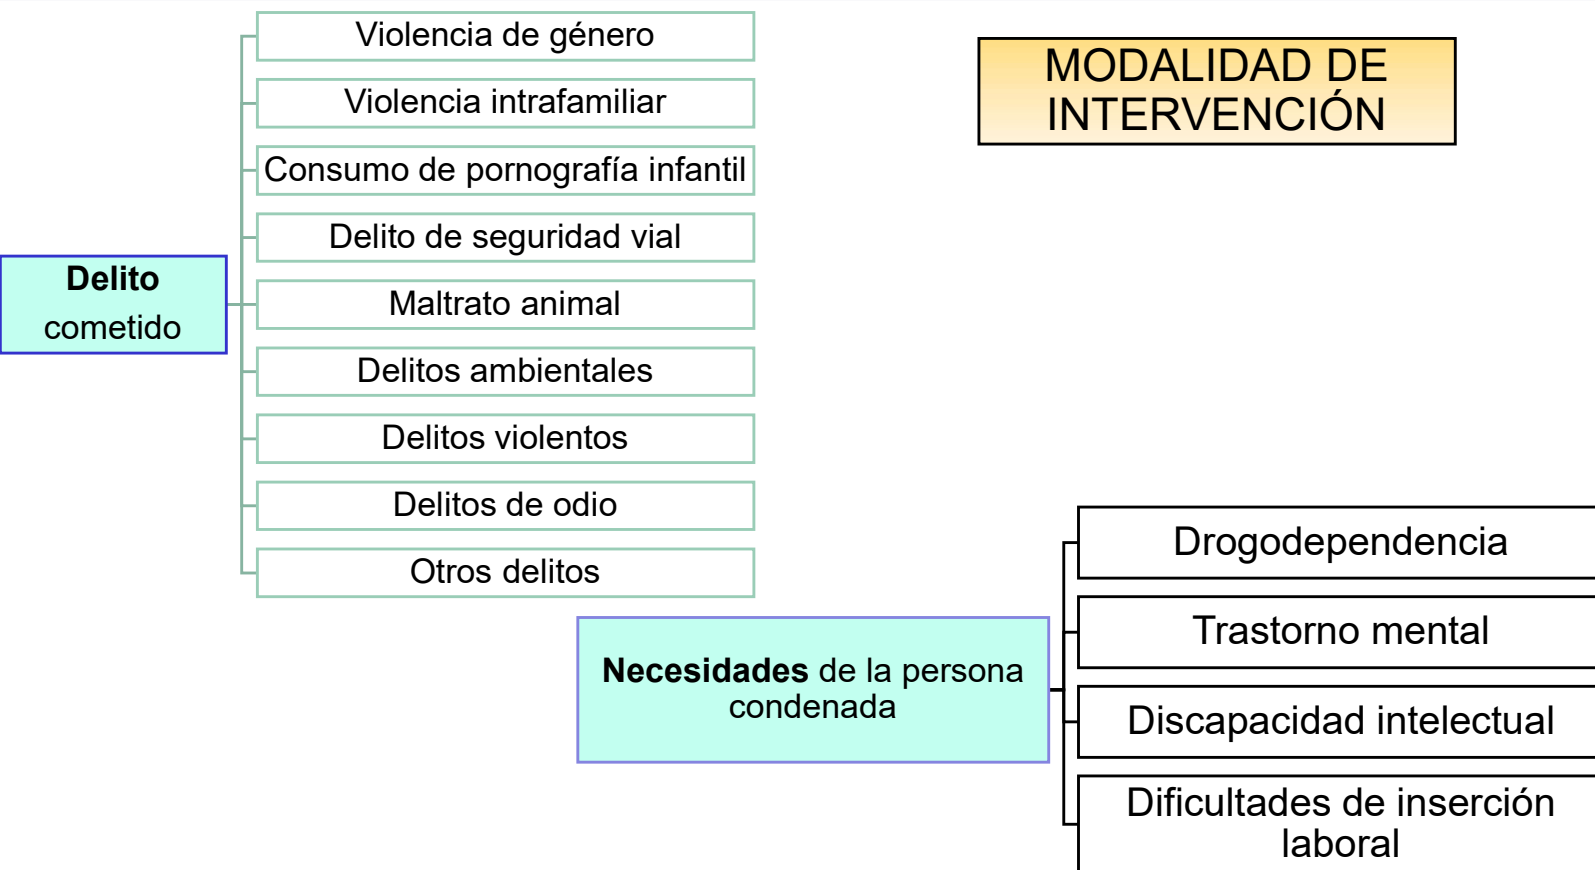 MODALIDAD DE
INTERVENCIÓN
Delito
cometido
Violencia de género
Violencia intrafamiliar
Consumo de pornografía infantil
Delito de seguridad vial
Maltrato animal
Delitos ambientales
Delitos violentos
Delitos de odio
Otros delitos
Necesidades de la persona
condenada
Drogodependencia
Trastorno mental
Discapacidad intelectual
Dificultades de inserción
laboral